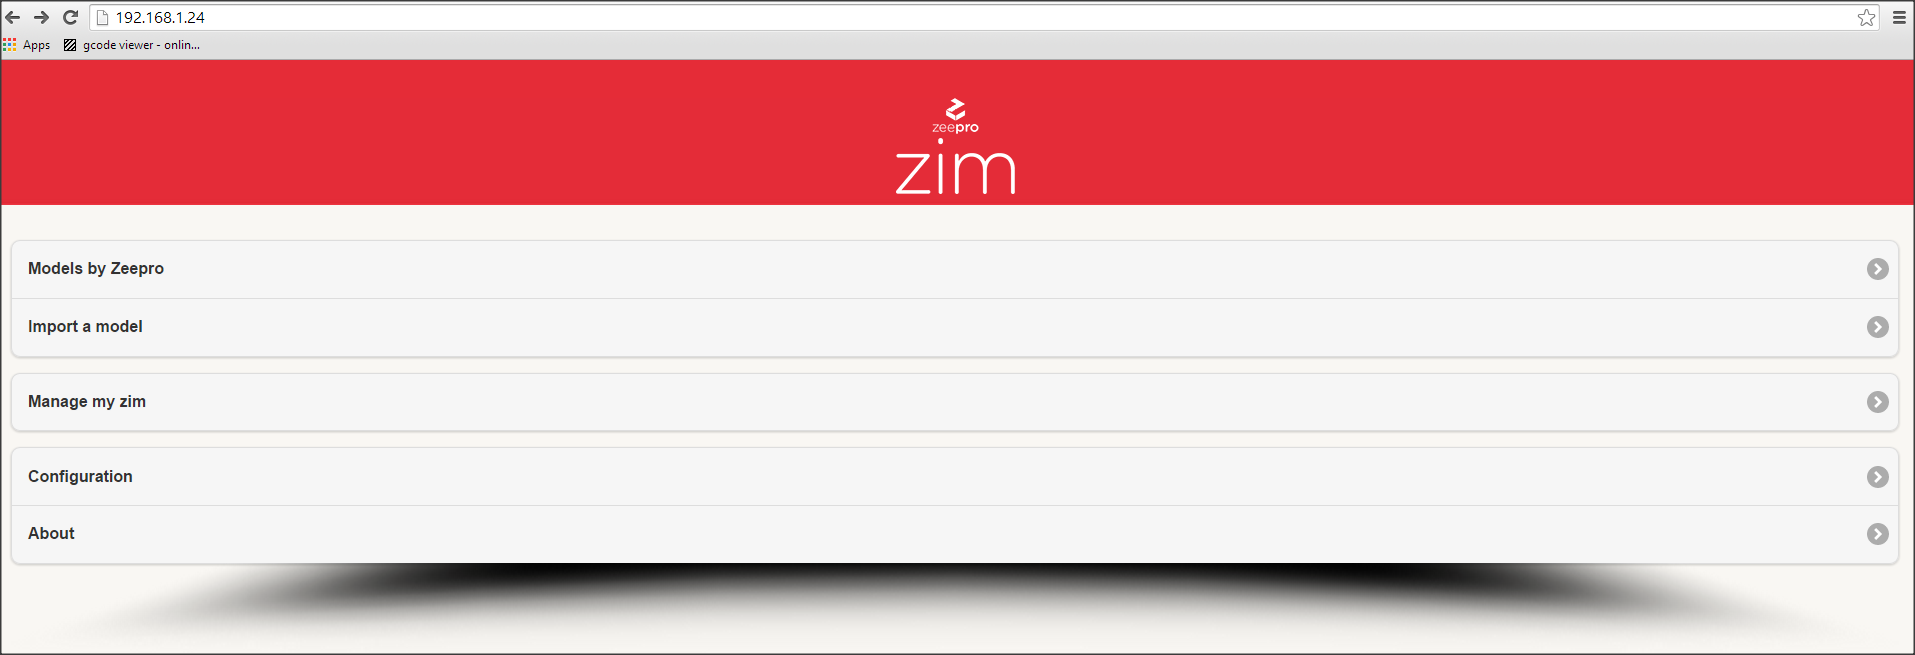 192.168.1.24
Apps gcode viewer - onlin...
zeepro
zim
Models by Zeepro
Import a model
Manage my zim
Configuration
About